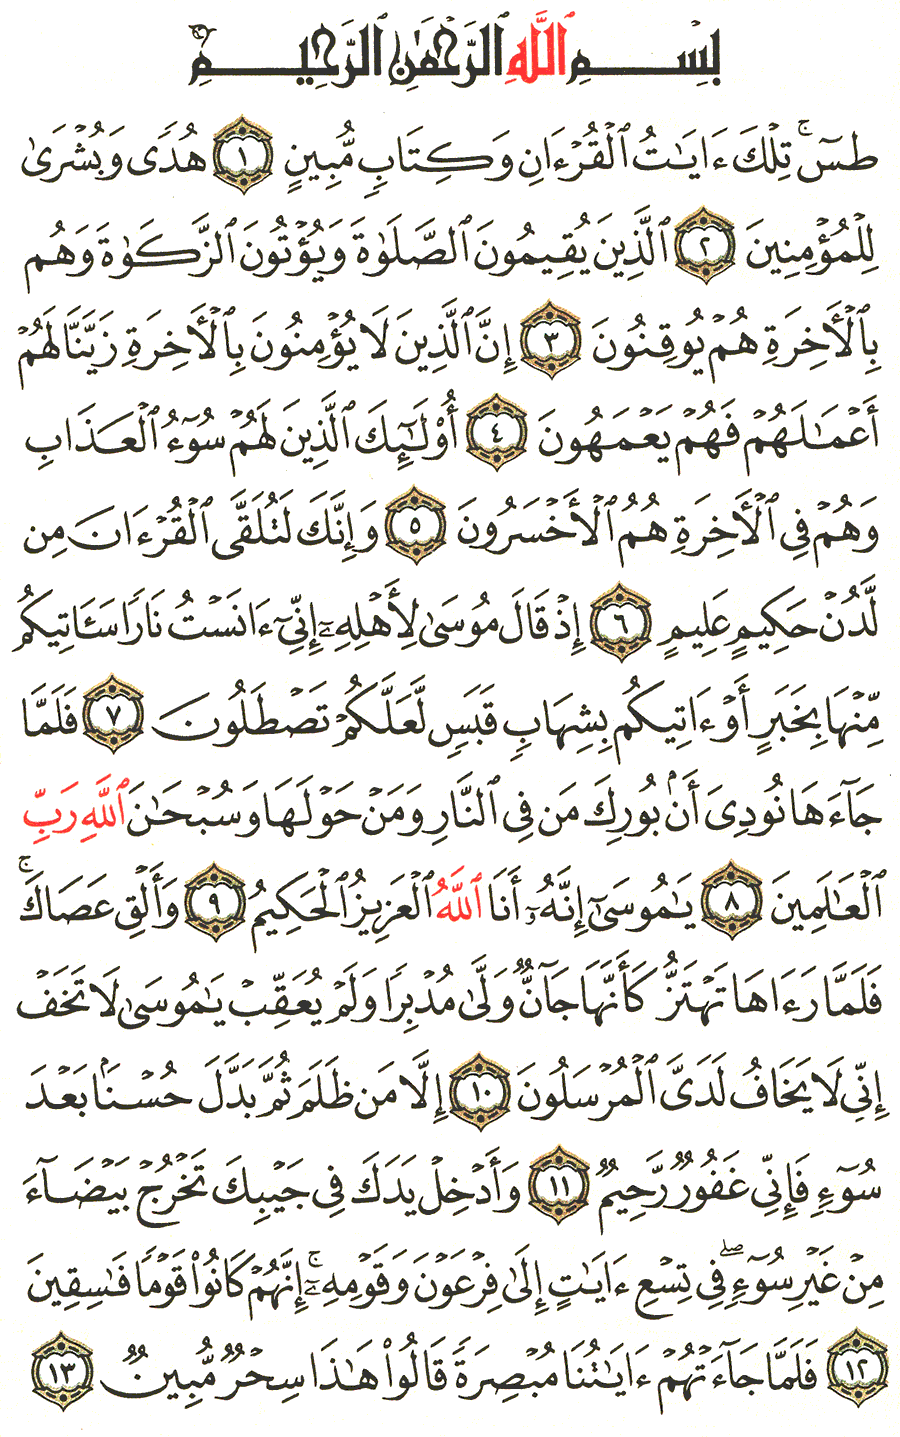 بِسْمِ ٱللَّهِ ٱلرَّحْمَٰنِ ٱلرَّحِيمِ
طسٓ ۚ تِلْكَ ءَايَٰتُ ٱلْقُرْءَانِ وَكِتَابٍ مُّبِينٍ ١ هُدًى وَبُشْرَىٰ
لِلْمُؤْمِنِينَ ٢ ٱلَّذِينَ يُقِيمُونَ ٱلصَّلَوٰةَ وَيُؤْتُونَ ٱلزَّكَوٰةَ وَهُم
بِٱلْأَخِرَةِ هُمْ يُوقِنُونَ ٣ إِنَّ ٱلَّذِينَ لَا يُؤْمِنُونَ بِٱلْأَخِرَةِ زَيَّنَّا لَهُمْ
أَعْمَٰلَهُمْ فَهُمْ يَعْمَهُونَ ٤ أُوْلَٰٓئِكَ ٱلَّذِينَ لَهُمْ سُوٓءُ ٱلْعَذَابِ
وَهُمْ فِى ٱلْأَخِرَةِ هُمُ ٱلْأَخْسَرُونَ ٥ وَإِنَّكَ لَتُلَقَّى ٱلْقُرْءَانَ مِن
لَّدُنْ حَكِيمٍ عَلِيمٍ ٦ إِذْ قَالَ مُوسَىٰ لِأَهْلِهِۦٓ إِنِّىٓ ءَانَسْتُ نَارًا سَـَٔاتِيكُم
مِّنْهَا بِخَبَرٍ أَوْ ءَاتِيكُم بِشِهَابٍ قَبَسٍ لَّعَلَّكُمْ تَصْطَلُونَ ٧ فَلَمَّا
جَآءَهَا نُودِىَ أَنۢ بُورِكَ مَن فِى ٱلنَّارِ وَمَنْ حَوْلَهَا وَسُبْحَٰنَ ٱللَّهِ رَبِّ
ٱلْعَٰلَمِينَ ٨ يَٰمُوسَىٰٓ إِنَّهُۥٓ أَنَا ٱللَّهُ ٱلْعَزِيزُ ٱلْحَكِيمُ ٩ وَأَلْقِ عَصَاكَ ۚ
فَلَمَّا رَءَاهَا تَهْتَزُّ كَأَنَّهَا جَآنٌّ وَلَّىٰ مُدْبِرًا وَلَمْ يُعَقِّبْ ۚ يَٰمُوسَىٰ لَا تَخَفْ
إِنِّى لَا يَخَافُ لَدَىَّ ٱلْمُرْسَلُونَ ١٠ إِلَّا مَن ظَلَمَ ثُمَّ بَدَّلَ حُسْنًۢا بَعْدَ
سُوٓءٍ فَإِنِّى غَفُورٌ رَّحِيمٌ ١١ وَأَدْخِلْ يَدَكَ فِى جَيْبِكَ تَخْرُجْ بَيْضَآءَ
مِنْ غَيْرِ سُوٓءٍ ۖ فِى تِسْعِ ءَايَٰتٍ إِلَىٰ فِرْعَوْنَ وَقَوْمِهِۦٓ ۚ إِنَّهُمْ كَانُوا۟ قَوْمًا فَٰسِقِينَ
١٢ فَلَمَّا جَآءَتْهُمْ ءَايَٰتُنَا مُبْصِرَةً قَالُوا۟ هَٰذَا سِحْرٌ مُّبِينٌ ١٣